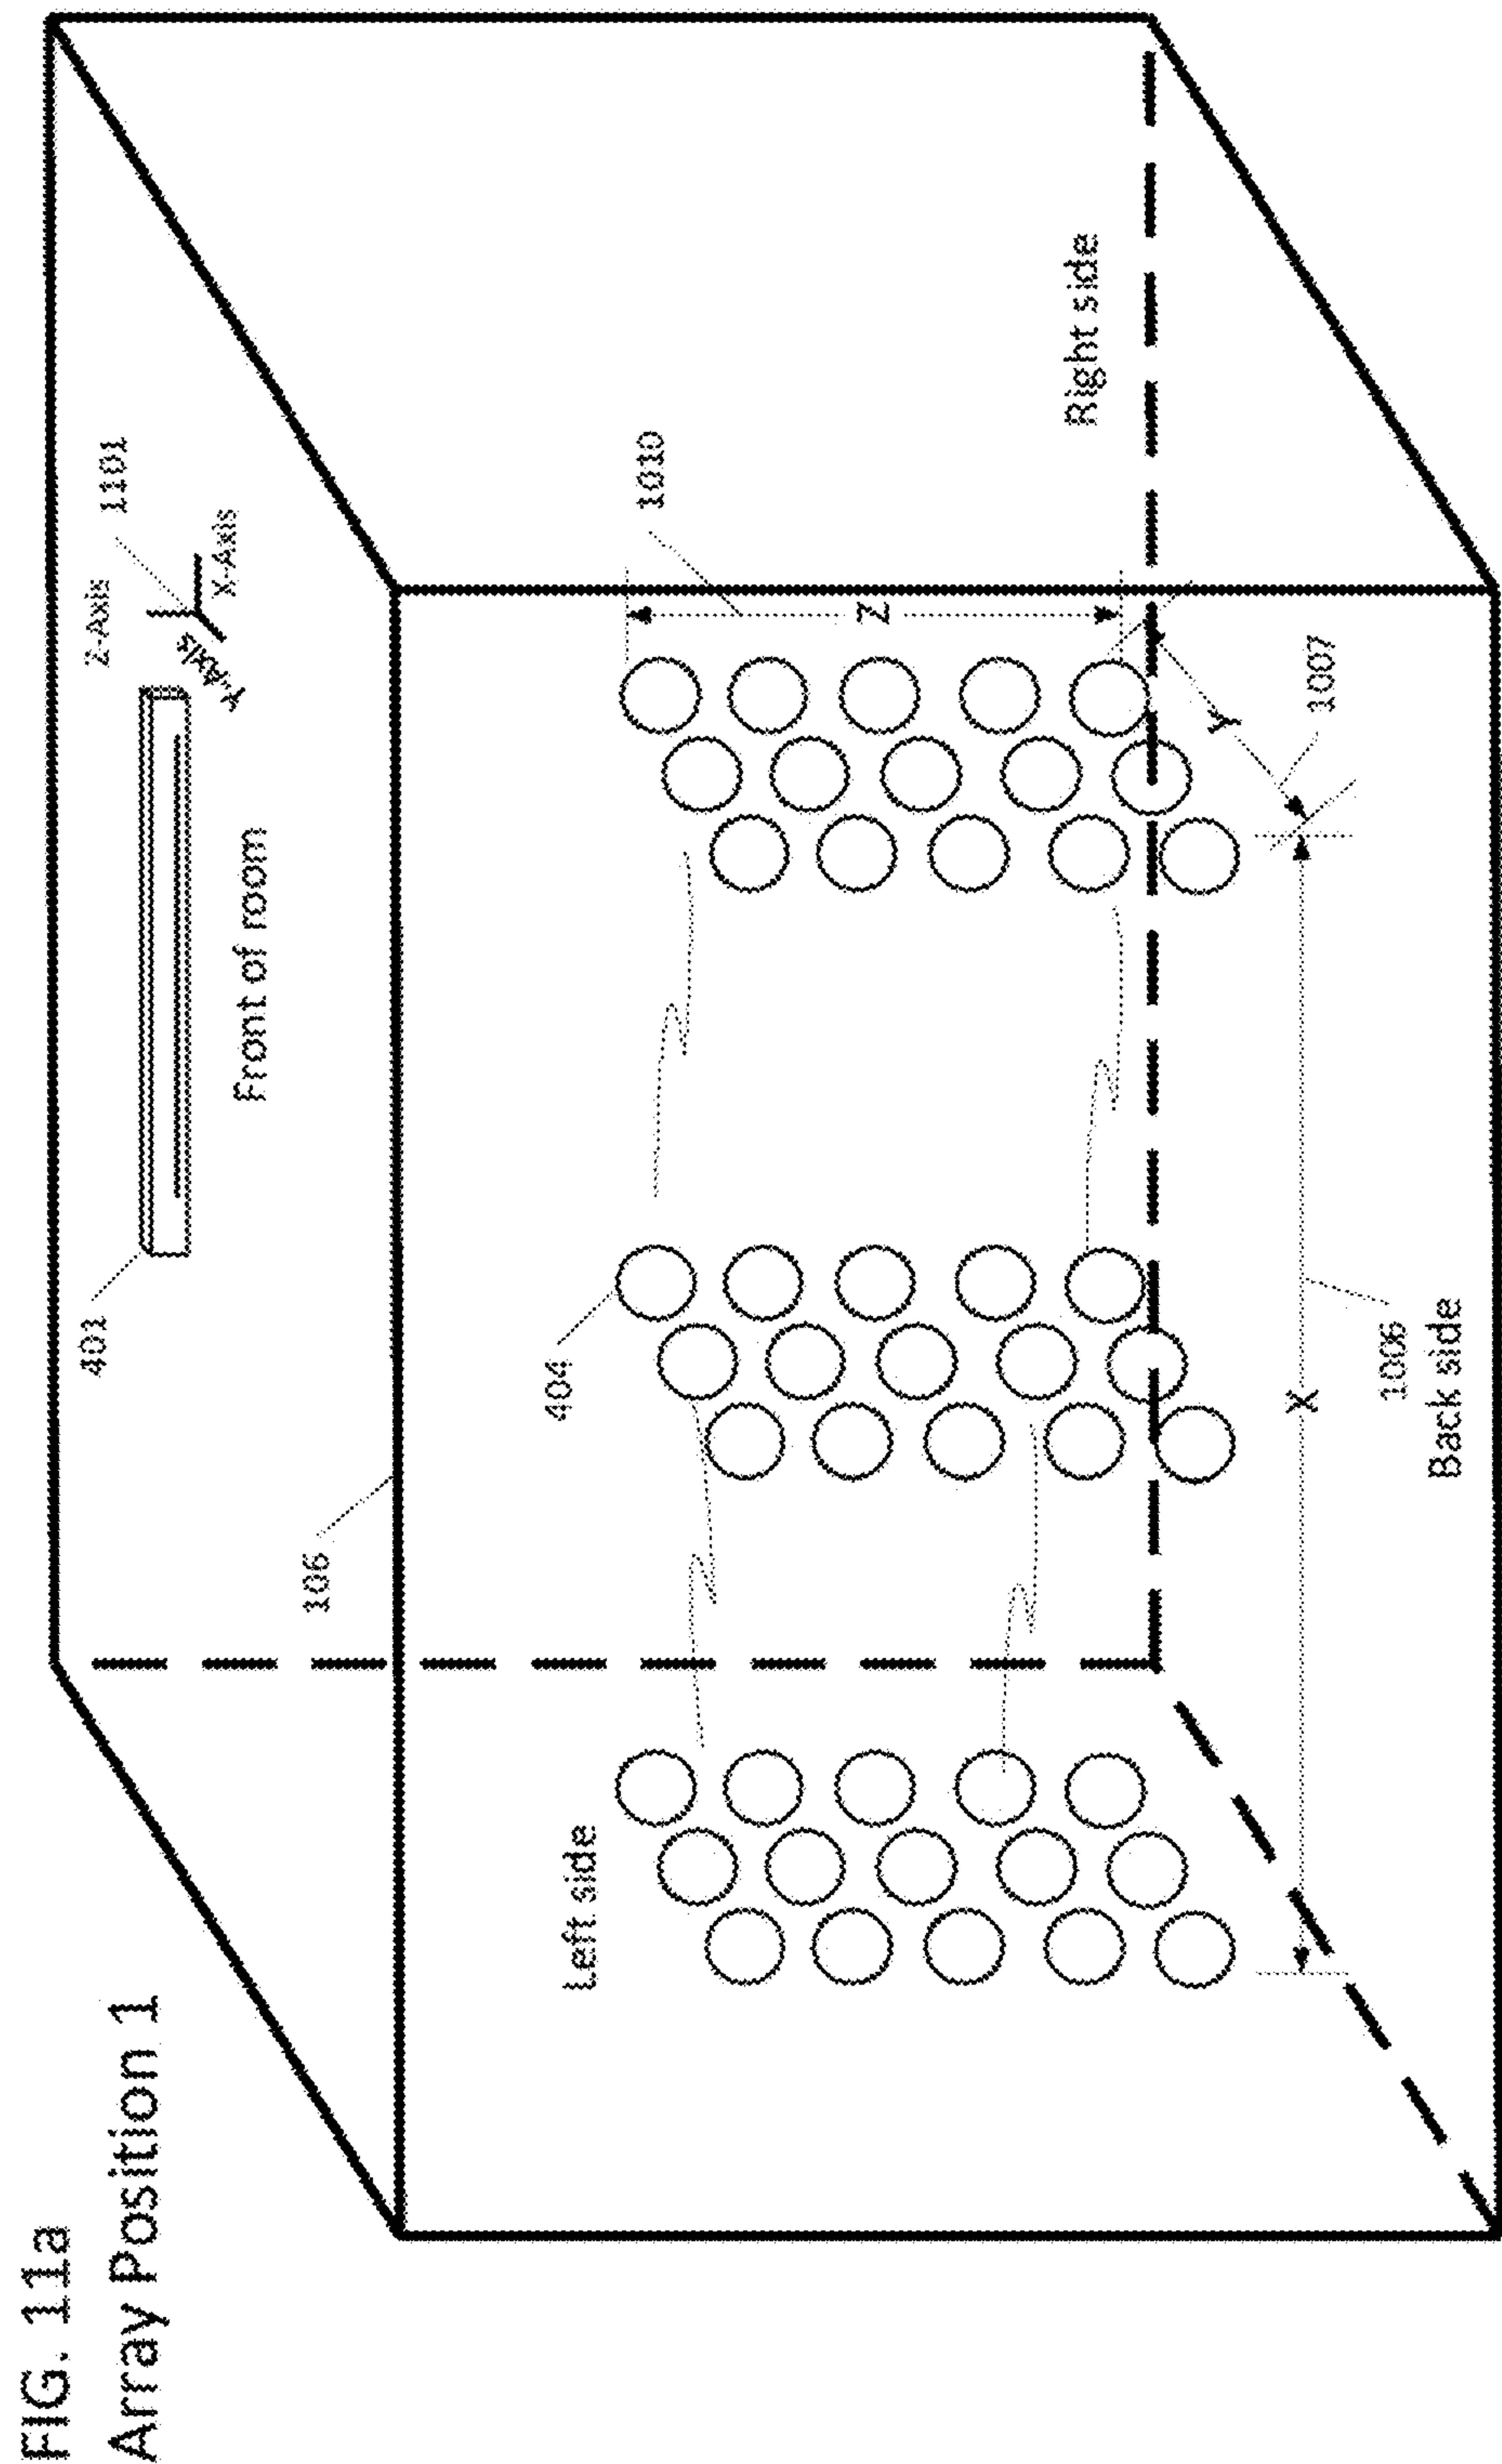 FIG. 11a
Array Position 1
401
Z-Axis
1101
X-Axis
Y-Axis
Front of room
106
404
1010
Left side
Z
Right side
Y
1007
X
1006
Back side